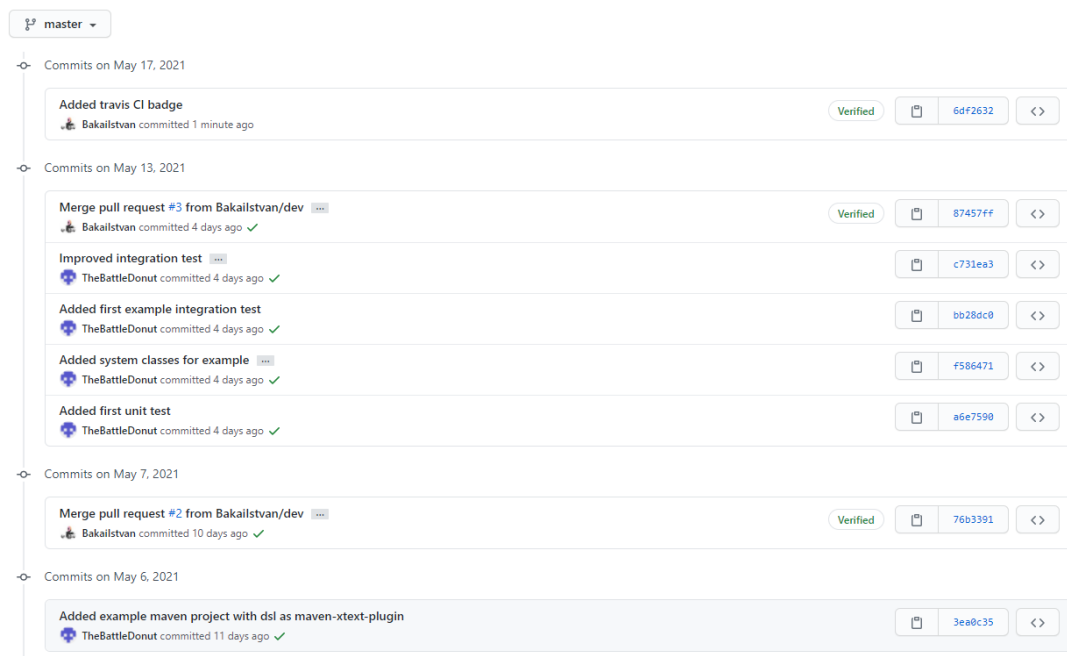 master
Commits on May 17, 2021
Added travis CI badge
Verified
6df2632
BakaiIstvan committed 1 minute ago
Commits on May 13, 2021
Merge pull request #3 from BakaiIstvan/dev ...
Verified
87457ff
BakaiIstvan committed 4 days ago
Improved integration test ...
c731ea3
TheBattleDonut committed 4 days ago
Added first example integration test
bb28dc0
TheBattleDonut committed 4 days ago
Added system classes for example ...
f586471
TheBattleDonut committed 4 days ago
Added first unit test
a6e7590
TheBattleDonut committed 4 days ago
Commits on May 7, 2021
Merge pull request #2 from BakaiIstvan/dev ...
Verified
76b3391
BakaiIstvan committed 10 days ago
Commits on May 6, 2021
Added example maven project with dsl as maven-xtext-plugin
3ea0c35
TheBattleDonut committed 11 days ago